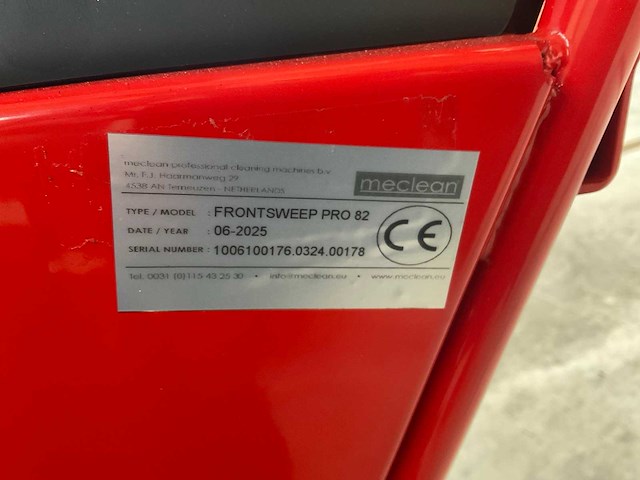 meclean professional cleaning machines b.v.
Mr. F.J. Haarmanweg 29
4538 AN Terneuzen - NETHERLANDS
meclean
TYPE / MODEL : FRONTSWEEP PRO 82
DATE / YEAR : 06-2025
SERIAL NUMBER : 1006100176.0324.00178
CE
Tel. 0031 (0)115 43 25 30 • info@meclean.eu • www.meclean.eu